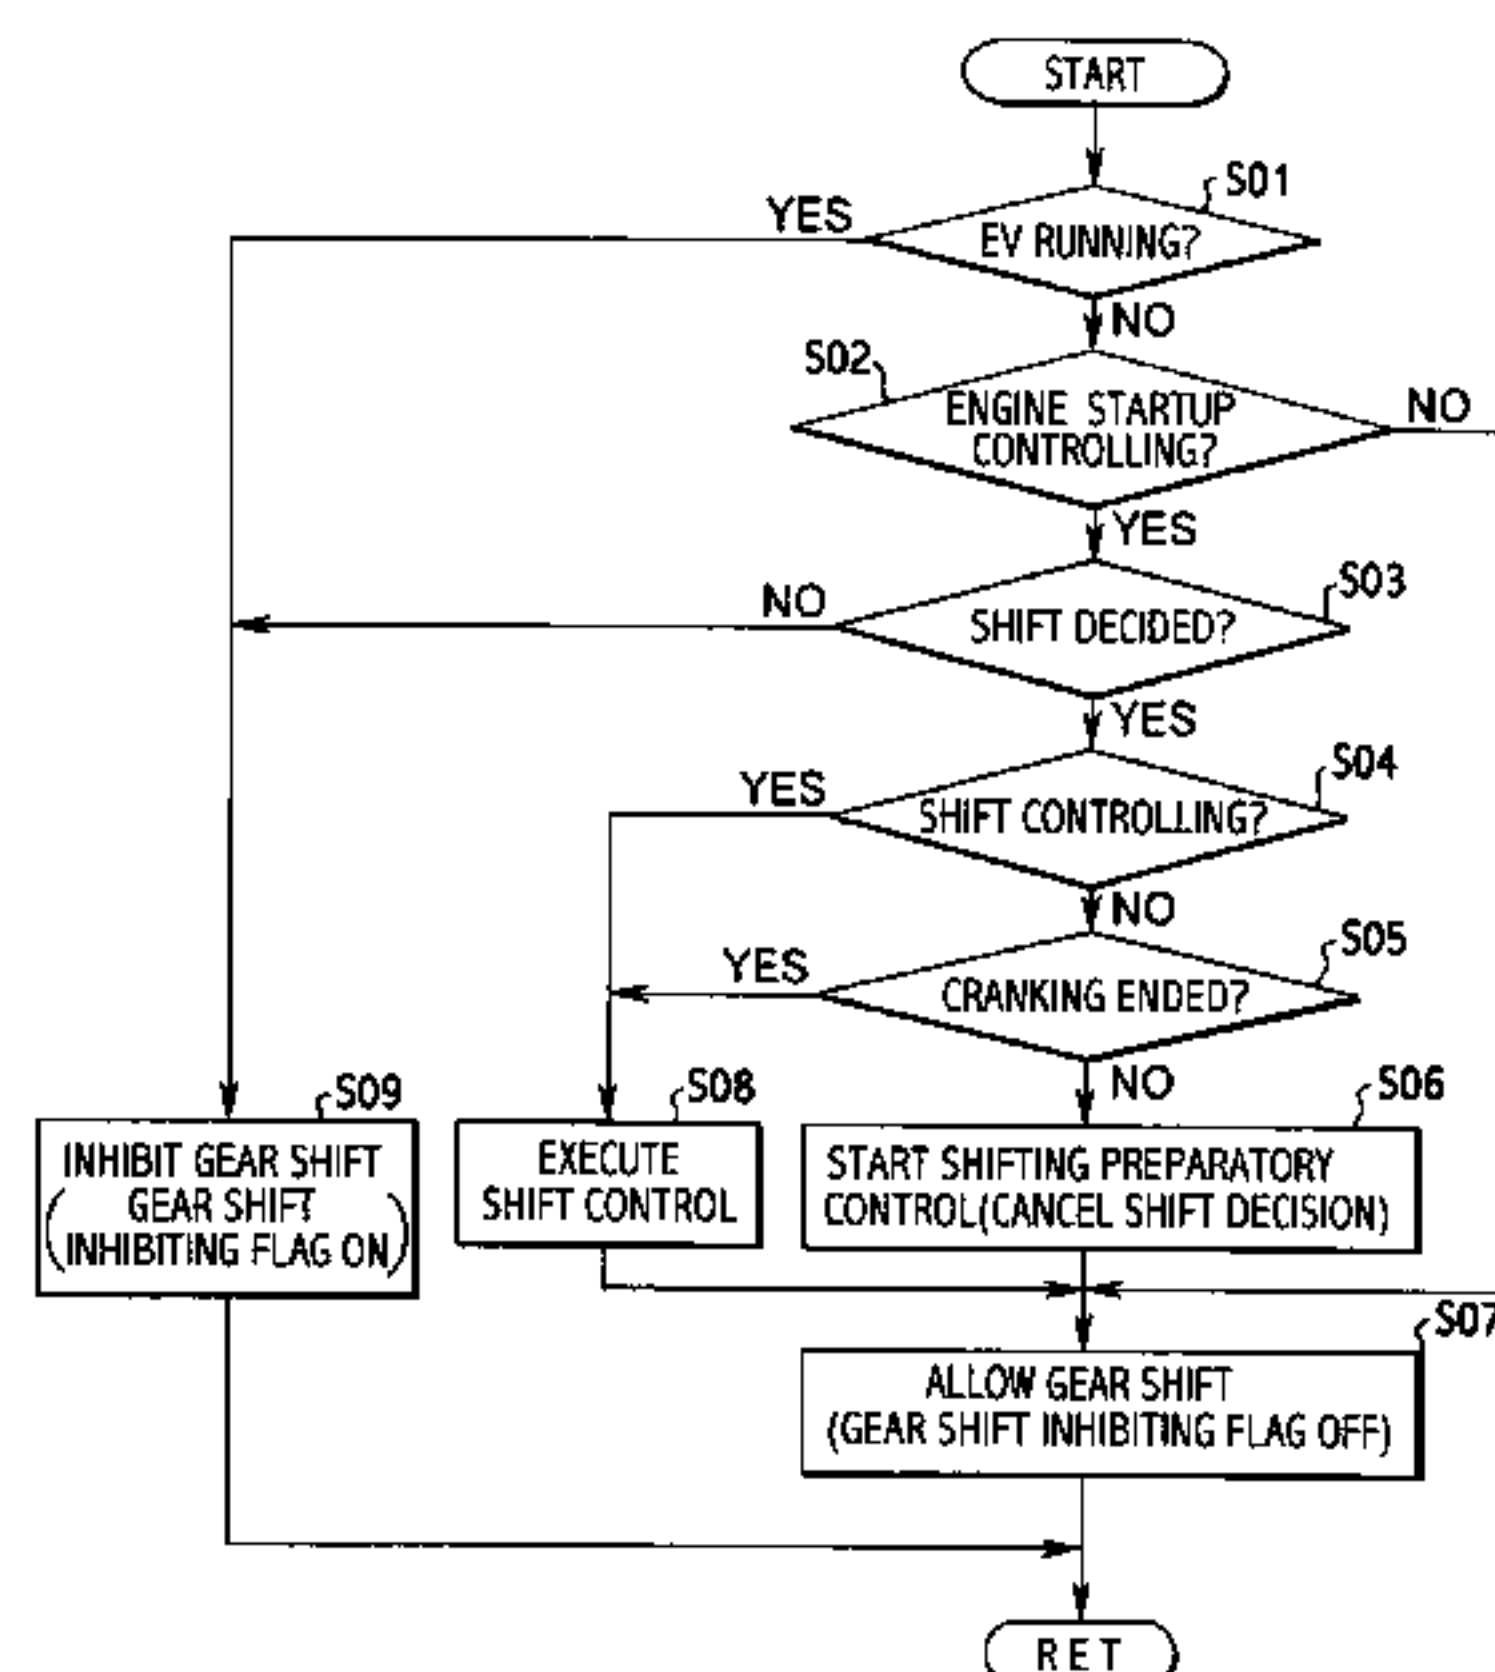 START
S01
YES
EV RUNNING?
NO
S02
ENGINE STARTUP
CONTROLLING?
NO
YES
S03
NO
SHIFT DECIDED?
YES
S04
YES
SHIFT CONTROLLING?
NO
S05
YES
CRANKING ENDED?
NO
S09
INHIBIT GEAR SHIFT
(GEAR SHIFT
INHIBITING FLAG ON)
S08
EXECUTE
SHIFT CONTROL
S06
START SHIFTING PREPARATORY
CONTROL(CANCEL SHIFT DECISION)
S07
ALLOW GEAR SHIFT
(GEAR SHIFT INHIBITING FLAG OFF)
RET